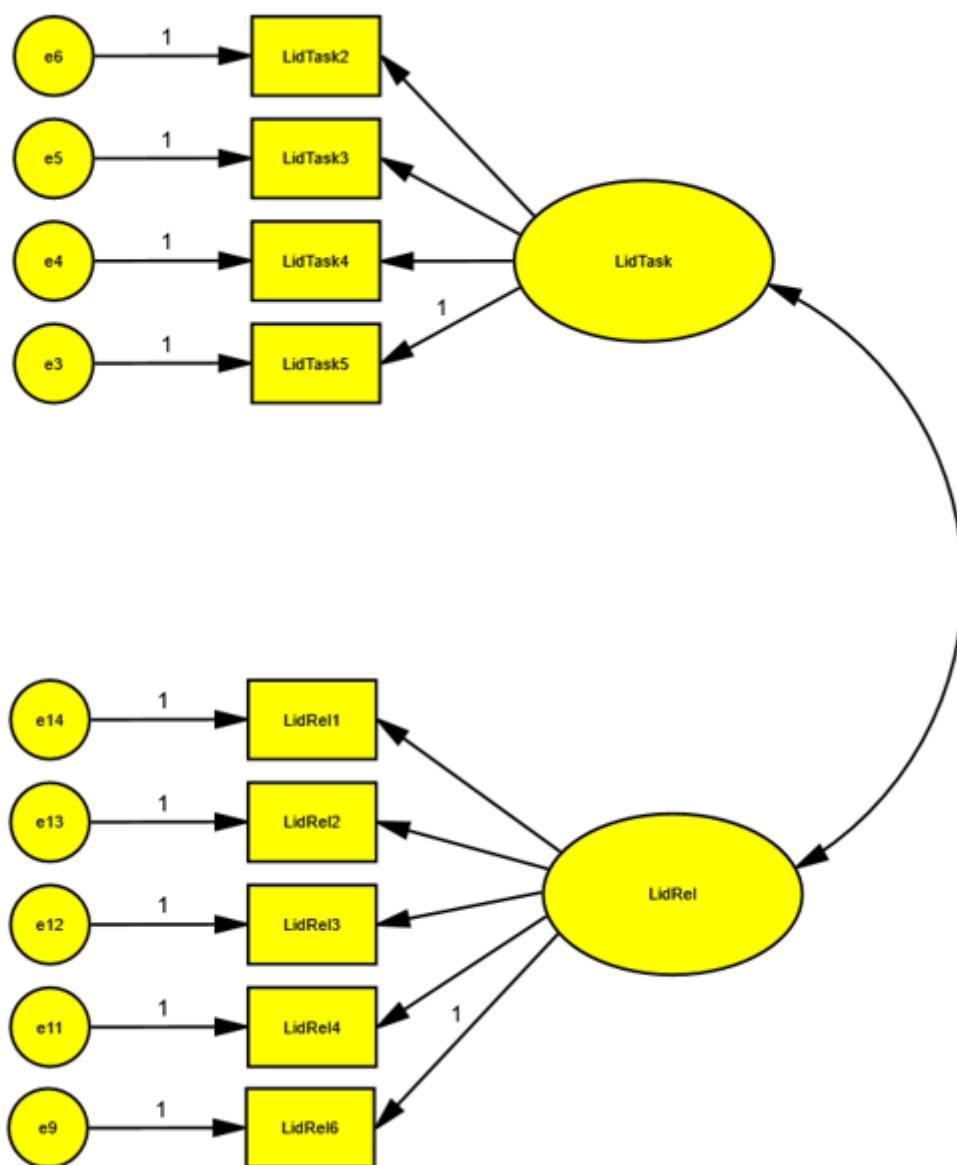 e6 1 LidTask2
e5 1 LidTask3
LidTask
e4 1 LidTask4
1
e3 1 LidTask5
e14 1 LidRel1
e13 1 LidRel2
LidRel
e12 1 LidRel3
e11 1 LidRel4
1
e9 1 LidRel6